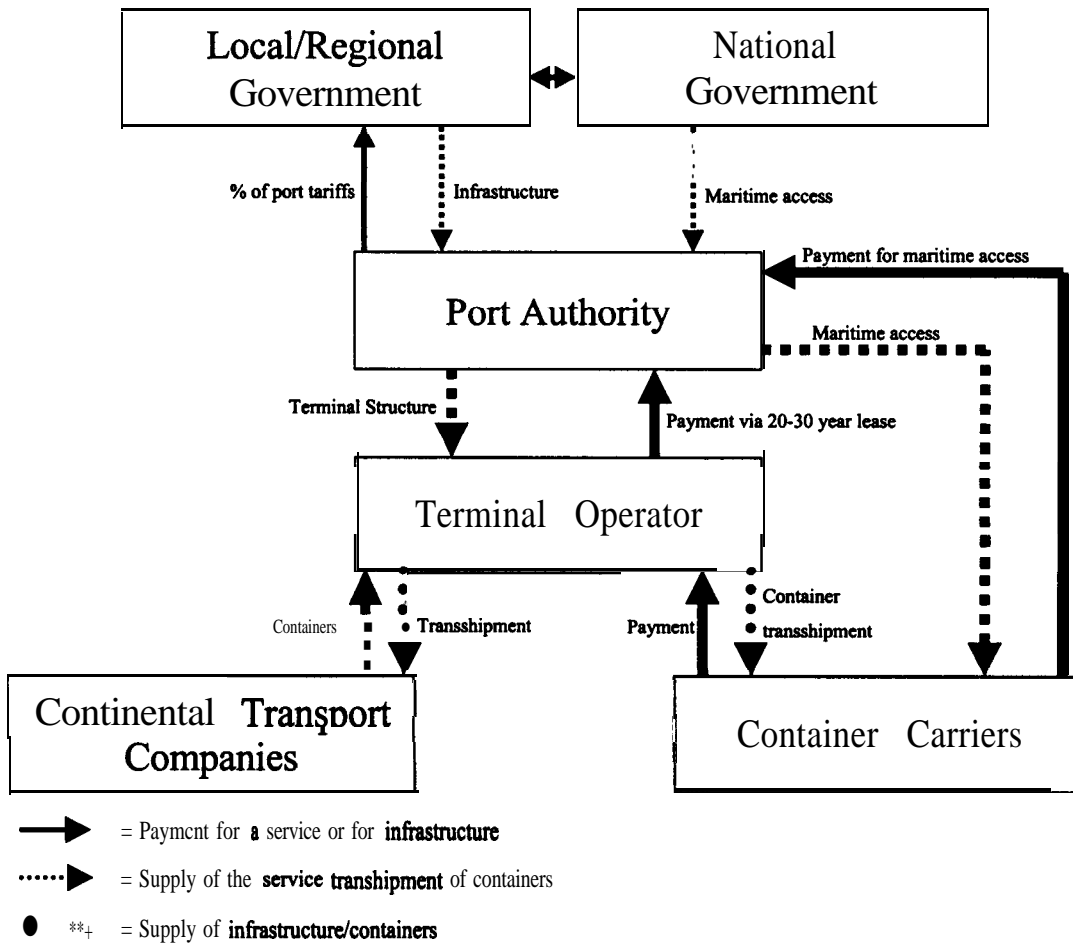 Local/Regional
Government
National
Government
% of port tariffs
Infrastructure
Maritime access
Payment for maritime access
Port Authority
Maritime access
Terminal Structure
Payment via 20-30 year lease
Terminal Operator
Containers
Transshipment
Payment
Container
transshipment
Continental Transport
Companies
Container Carriers
= Paymcnt for a service or for infrastructure
= Supply of the service transhipment of containers
**+ = Supply of infrastructure/containers